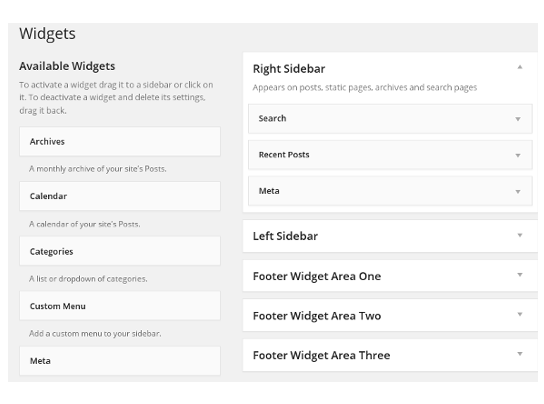 Widgets
Available Widgets
To activate a widget drag it to a sidebar or click on
it. To deactivate a widget and delete its settings,
drag it back.
Archives
A monthly archive of your site's Posts.
Calendar
A calendar of your site's Posts.
Categories
A list or dropdown of categories.
Custom Menu
Add a custom menu to your sidebar.
Meta
Right Sidebar
Appears on posts, static pages, archives and search pages
Search
Recent Posts
Meta
Left Sidebar
Footer Widget Area One
Footer Widget Area Two
Footer Widget Area Three